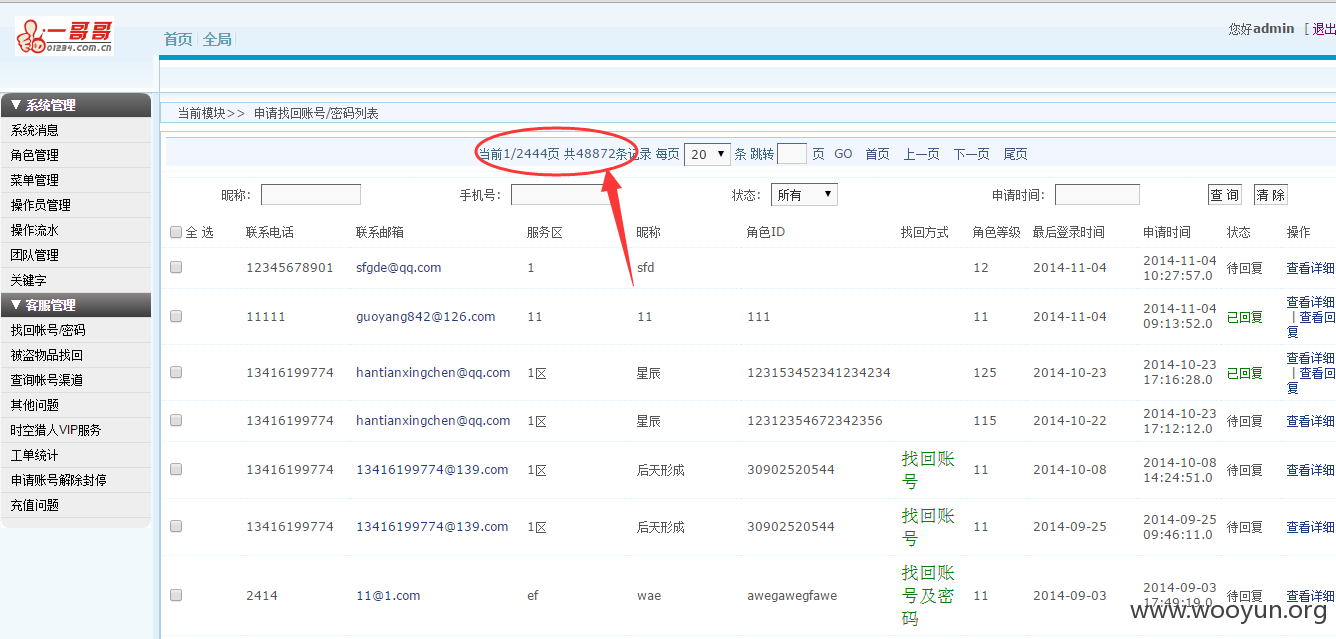 一哥哥
01234.com.cn
首页 全局
您好admin [ 退出
▼ 系统管理
系统消息
角色管理
菜单管理
操作员管理
操作流水
团队管理
关键字
▼ 客服管理
找回帐号/密码
被盗物品找回
查询帐号渠道
其他问题
时空猎人VIP服务
工单统计
申请账号解除封停
充值问题
当前模块>> 申请找回账号/密码列表
当前1/2444页 共48872条记录 每页 20 条 跳转 页 GO 首页 上一页 下一页 尾页
昵称: 手机号: 状态: 所有 申请时间: 查 询 清 除
全 选 联系电话 联系邮箱 服务区 昵称 角色ID 找回方式 角色等级 最后登录时间 申请时间 状态 操作
12345678901 sfgde@qq.com 1 sfd 12 2014-11-04 2014-11-04 10:27:57.0 待回复 查看详细
11111 guoyang842@126.com 11 11 111 11 2014-11-04 2014-11-04 09:13:52.0 已回复 查看详细 | 查看回复
13416199774 hantianxingchen@qq.com 1区 星辰 123153452341234234 125 2014-10-23 2014-10-23 17:16:28.0 已回复 查看详细 | 查看回复
13416199774 hantianxingchen@qq.com 1区 星辰 12312354672342356 115 2014-10-22 2014-10-23 17:12:12.0 待回复 查看详细
13416199774 13416199774@139.com 1区 后天形成 30902520544 找回账号 11 2014-10-08 2014-10-08 14:24:51.0 待回复 查看详细
13416199774 13416199774@139.com 1区 后天形成 30902520544 找回账号 11 2014-09-25 2014-09-25 09:46:11.0 待回复 查看详细
2414 11@1.com ef wae awegawegfawe 找回账号及密码 11 2014-09-03 2014-09-03 17:49:19.0 待回复 查看详细
www.wooyun.org